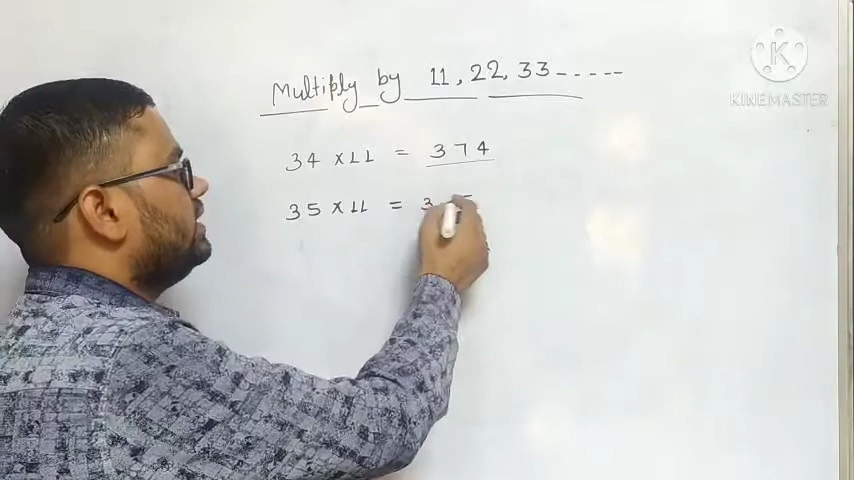 Multiply by 11, 22, 33-----
K
KINEMASTER
34 x 11 = 374
35 x 11 = 3